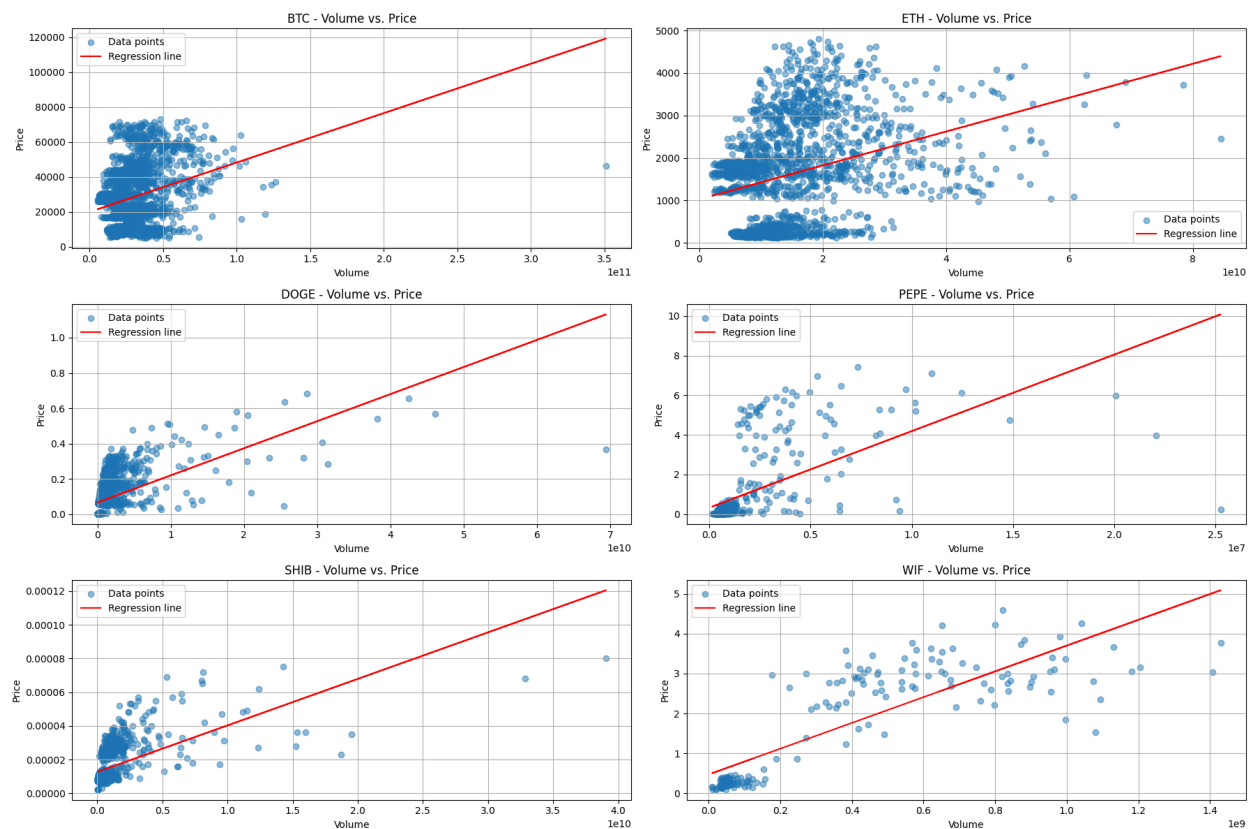 BTC - Volume vs. Price
Price
120000
100000
80000
60000
40000
20000
0
Data points
Regression line
0.0 0.5 1.0 1.5 2.0 2.5 3.0 3.5
1e11
Volume
ETH - Volume vs. Price
Price
5000
4000
3000
2000
1000
0
Data points
Regression line
0 2 4 6 8
1e10
Volume
DOGE - Volume vs. Price
Price
1.0
0.8
0.6
0.4
0.2
0.0
Data points
Regression line
0 1 2 3 4 5 6 7
1e10
Volume
PEPE - Volume vs. Price
Price
10
8
6
4
2
0
Data points
Regression line
0.0 0.5 1.0 1.5 2.0 2.5
1e7
Volume
SHIB - Volume vs. Price
Price
0.00012
0.00010
0.00008
0.00006
0.00004
0.00002
0.00000
Data points
Regression line
0.0 0.5 1.0 1.5 2.0 2.5 3.0 3.5 4.0
1e10
Volume
WIF - Volume vs. Price
Price
5
4
3
2
1
0
Data points
Regression line
0.0 0.2 0.4 0.6 0.8 1.0 1.2 1.4
1e9
Volume